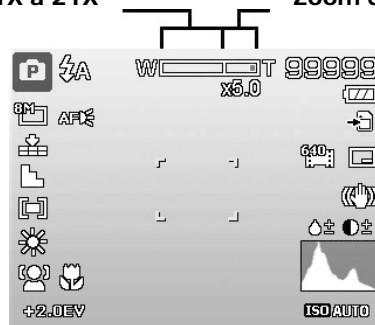 1X à 21X Zoom
P A W T 99999
x5.0
8M AF
640
± ±
+2.0EV ISO AUTO